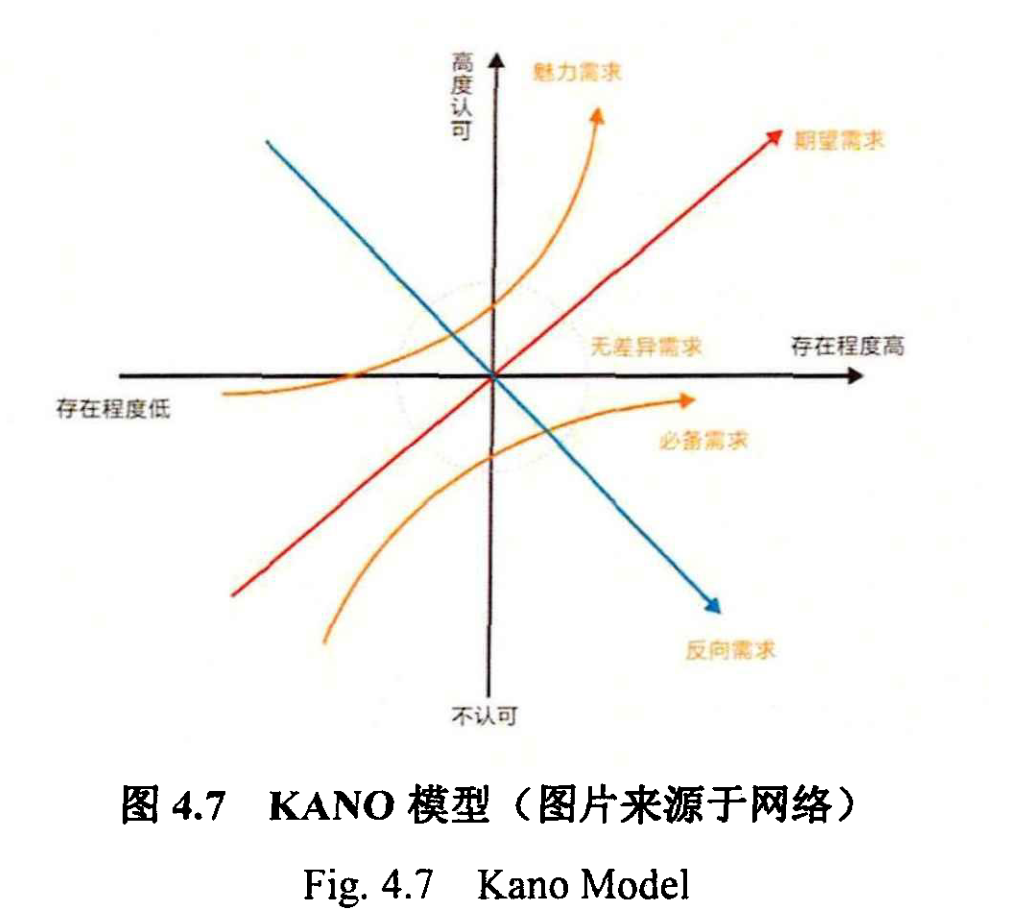 高度认可
魅力需求
期望需求
无差异需求
存在程度高
存在程度低
必备需求
反向需求
不认可
图 4.7 KANO 模型（图片来源于网络）
Fig. 4.7 Kano Model